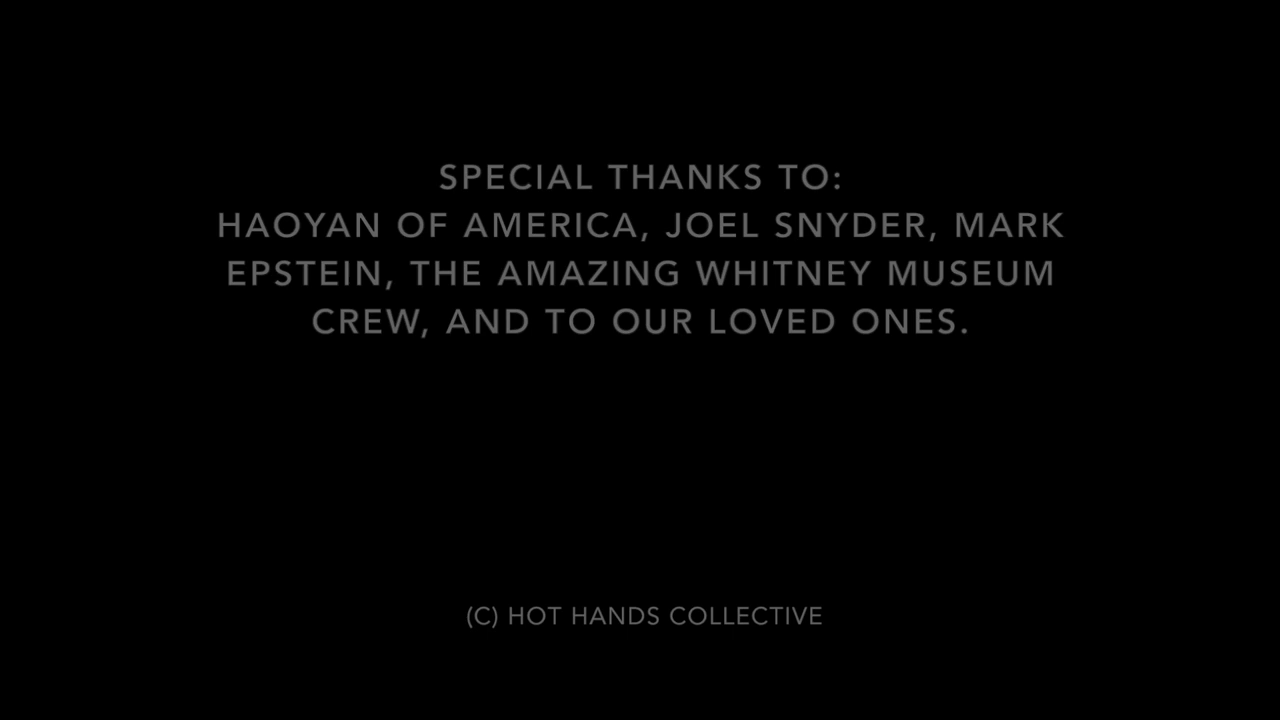 SPECIAL THANKS TO:
HAOYAN OF AMERICA, JOEL SNYDER, MARK
EPSTEIN, THE AMAZING WHITNEY MUSEUM
CREW, AND TO OUR LOVED ONES.
(C) HOT HANDS COLLECTIVE